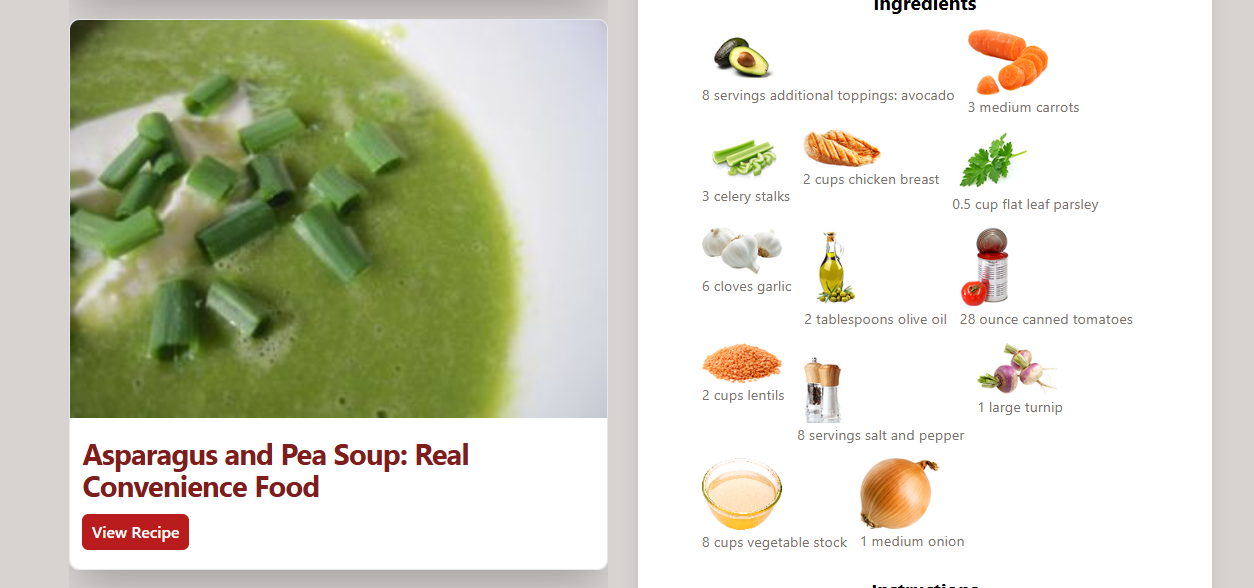 Asparagus and Pea Soup: Real
Convenience Food
View Recipe
Ingredients
8 servings additional toppings: avocado
3 medium carrots
3 celery stalks
2 cups chicken breast
0.5 cup flat leaf parsley
6 cloves garlic
2 tablespoons olive oil
28 ounce canned tomatoes
2 cups lentils
8 servings salt and pepper
1 large turnip
8 cups vegetable stock
1 medium onion
Instructions